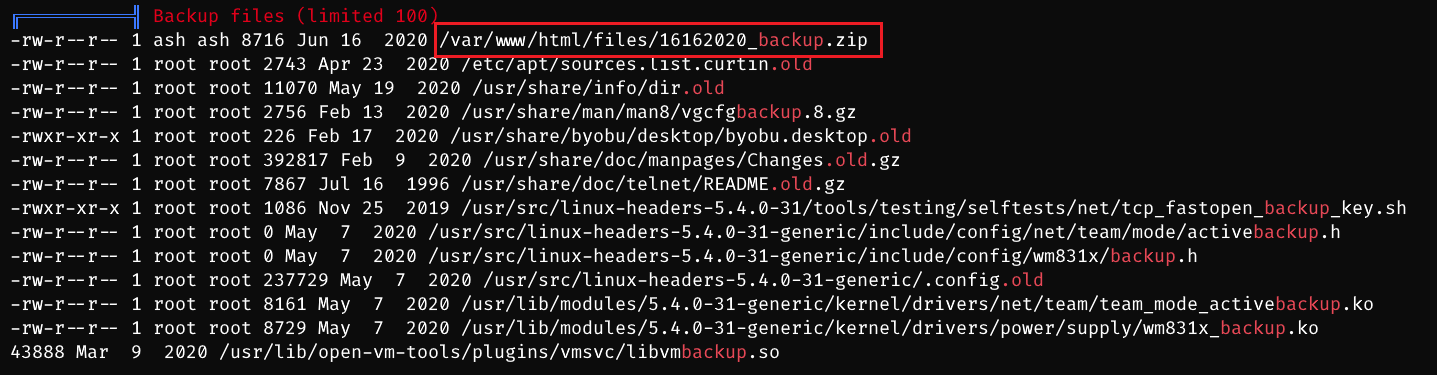 Backup files (limited 100)
-rw-r--r-- 1 ash ash 8716 Jun 16  2020 /var/www/html/files/16162020_backup.zip
-rw-r--r-- 1 root root 2743 Apr 23  2020 /etc/apt/sources.list.curtin.old
-rw-r--r-- 1 root root 11070 May 19  2020 /usr/share/info/dir.old
-rw-r--r-- 1 root root 2756 Feb 13  2020 /usr/share/man/man8/vgcfgbackup.8.gz
-rwxr-xr-x 1 root root 226 Feb 17  2020 /usr/share/byobu/desktop/byobu.desktop.old
-rw-r--r-- 1 root root 392817 Feb  9  2020 /usr/share/doc/manpages/Changes.old.gz
-rw-r--r-- 1 root root 7867 Jul 16  1996 /usr/share/doc/telnet/README.old.gz
-rwxr-xr-x 1 root root 1086 Nov 25  2019 /usr/src/linux-headers-5.4.0-31/tools/testing/selftests/net/tcp_fastopen_backup_key.sh
-rw-r--r-- 1 root root 0 May  7  2020 /usr/src/linux-headers-5.4.0-31-generic/include/config/net/team/mode/activebackup.h
-rw-r--r-- 1 root root 0 May  7  2020 /usr/src/linux-headers-5.4.0-31-generic/include/config/wm831x/backup.h
-rw-r--r-- 1 root root 237729 May  7  2020 /usr/src/linux-headers-5.4.0-31-generic/.config.old
-rw-r--r-- 1 root root 8161 May  7  2020 /usr/lib/modules/5.4.0-31-generic/kernel/drivers/net/team/team_mode_activebackup.ko
-rw-r--r-- 1 root root 8729 May  7  2020 /usr/lib/modules/5.4.0-31-generic/kernel/drivers/power/supply/wm831x_backup.ko
43888 Mar  9  2020 /usr/lib/open-vm-tools/plugins/vmsvc/libvmbackup.so